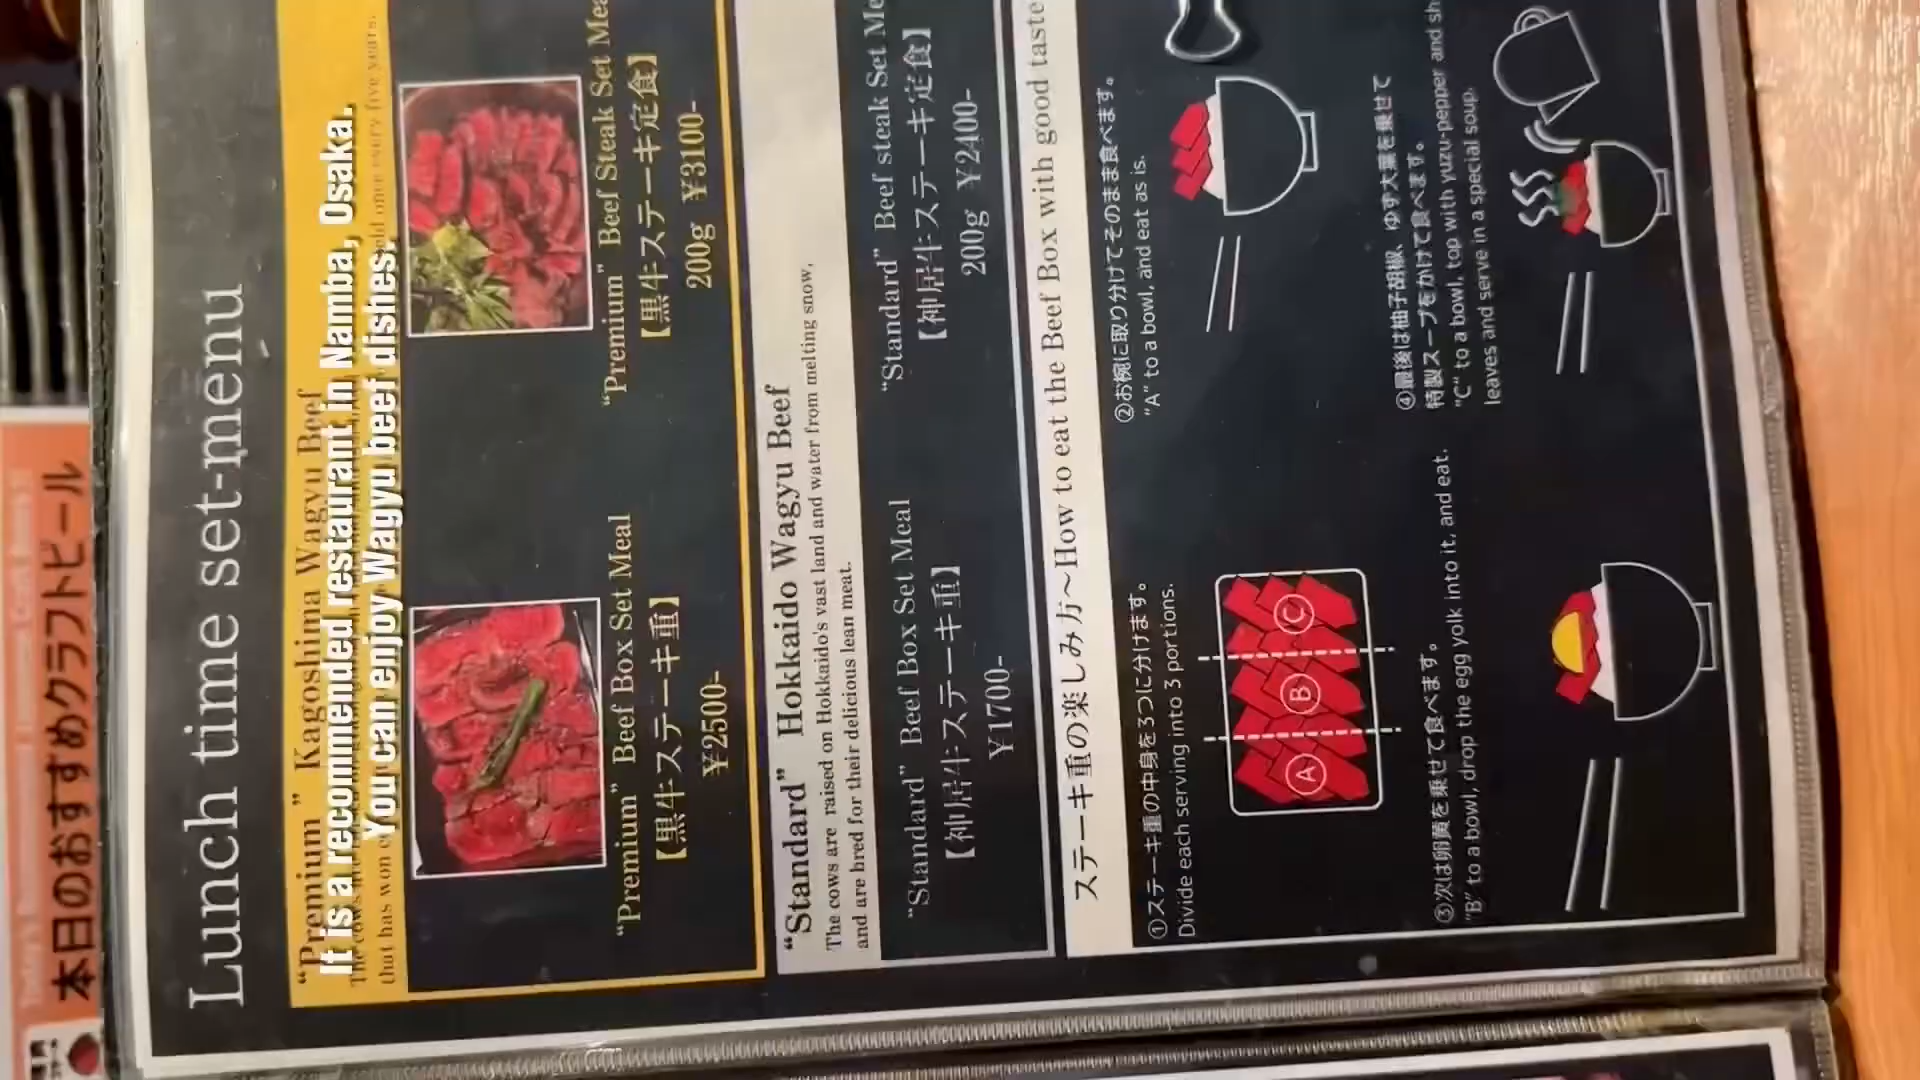 It is a recommended restaurant in Namba, Osaka.
You can enjoy Wagyu beef dishes.
本日のおすすめクラフトビール
Lunch time set-menu
"Premium" Kagoshima Wagyu Beef
that has won
once every five years.
"Premium" Beef Box Set Meal
【黒牛ステーキ重】
¥2500-
"Premium" Beef Steak Set Mea
【黒牛ステーキ定食】
200g ¥3100-
"Standard" Hokkaido Wagyu Beef
The cows are raised on Hokkaido's vast land and water from melting snow,
and are bred for their delicious lean meat.
"Standard" Beef Box Set Meal
【神居牛ステーキ重】
¥1700-
"Standard" Beef steak Set Me
【神居牛ステーキ定食】
200g ¥2400-
ステーキ重の楽しみ方~How to eat the Beef Box with good taste
①ステーキ重の中身を3つに分けます。
Divide each serving into 3 portions.
A
B
C
②お椀に取り分けてそのまま食べます。
"A" to a bowl, and eat as is.
③次は卵黄を乗せて食べます。
"B" to a bowl, drop the egg yolk into it, and eat.
④最後は柚子胡椒、ゆず大葉を乗せて
特製スープをかけて食べます。
"C" to a bowl, top with yuzu-pepper and sh
leaves and serve in a special soup.